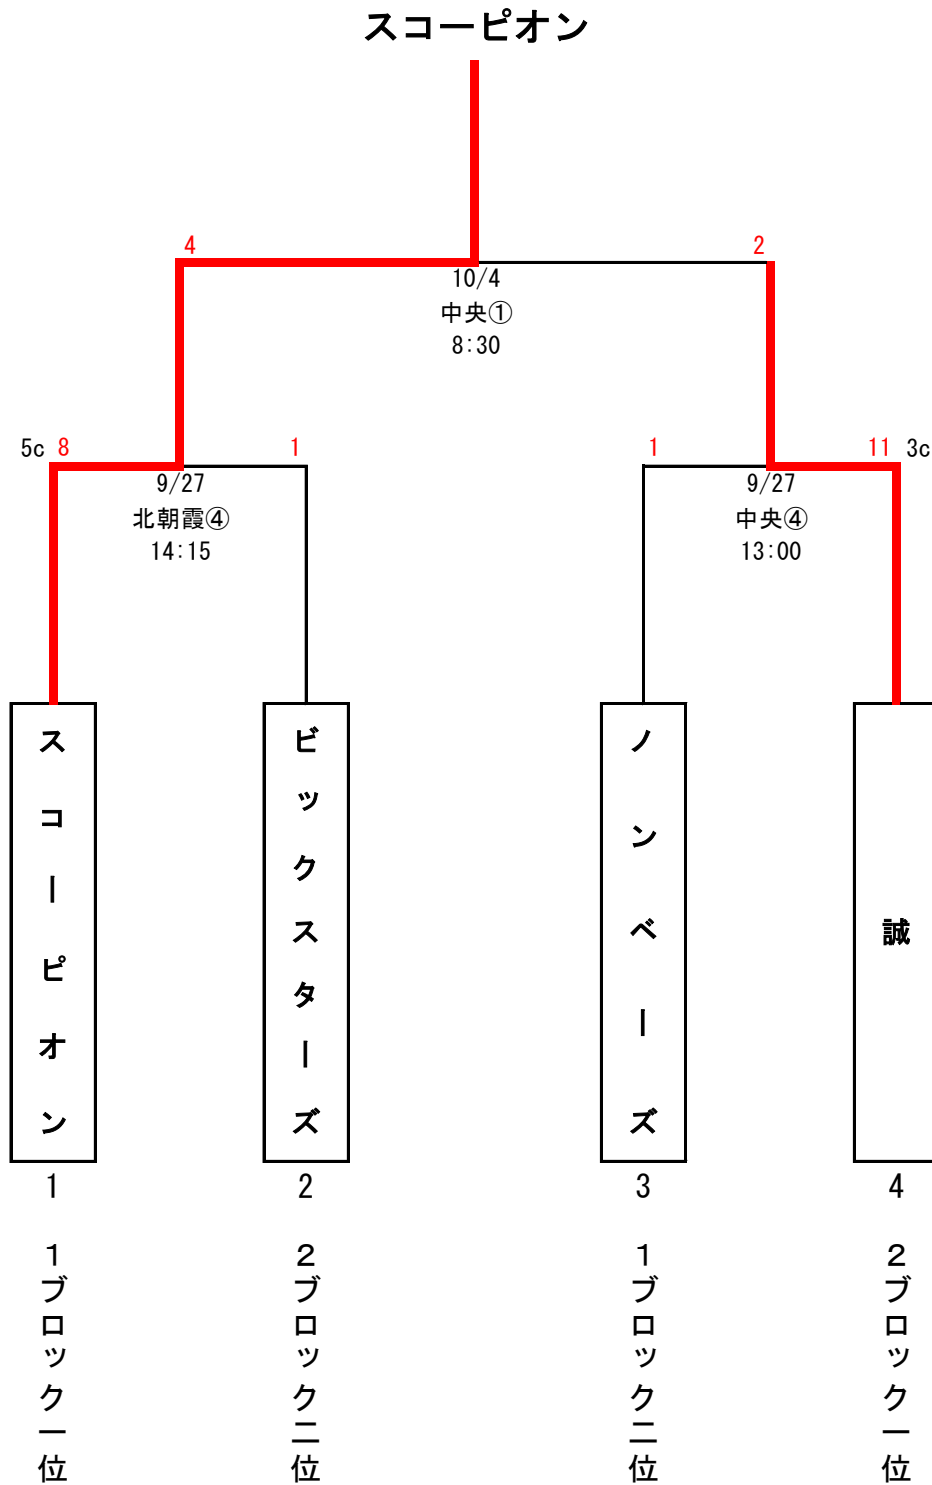 スコーピオン
4
2
10/4
中央①
8:30
5c 8
1
1
11 3c
9/27
北朝霞④
14:15
9/27
中央④
13:00
スコーピオン
ビックスターズ
ノンベーズ
誠
1
2
3
4
1ブロック一位
2ブロック二位
1ブロック二位
2ブロック一位